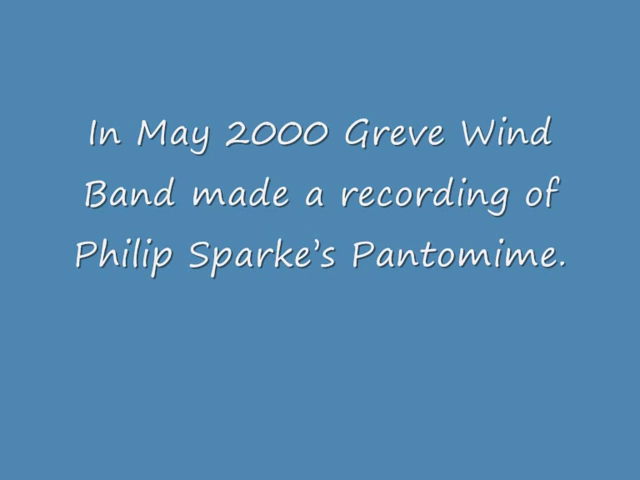 In May 2000 Greve Wind
Band made a recording of
Philip Sparke’s Pantomime.